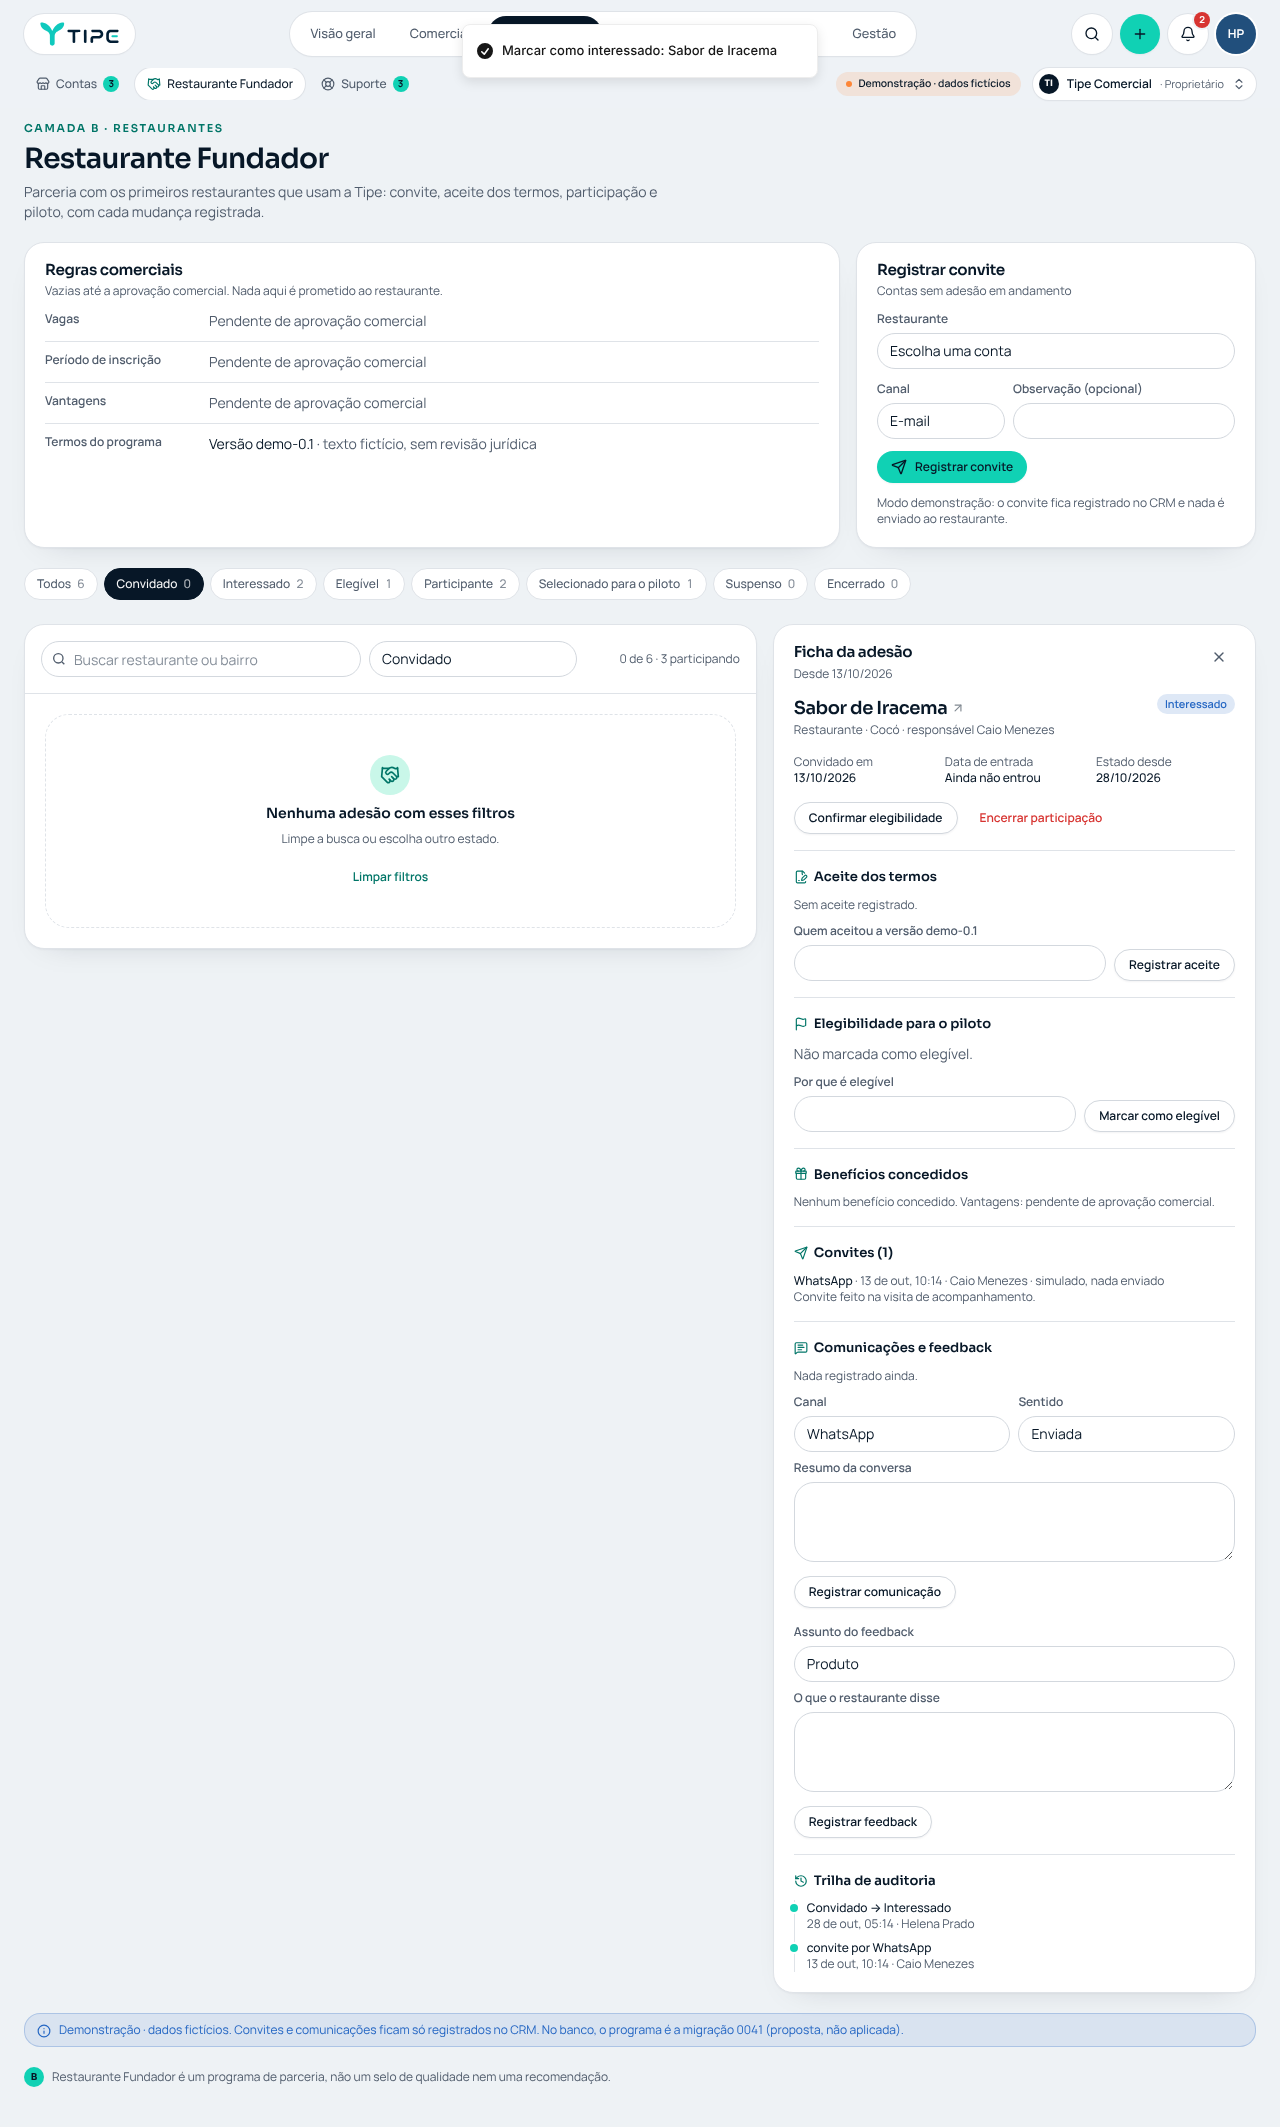 TIPE
Visão geral
Gestão
Marcar como interessado: Sabor de Iracema
2
HP
Contas 3
Restaurante Fundador
Suporte 3
Demonstração · dados fictícios
TI Tipe Comercial · Proprietário
CAMADA B · RESTAURANTES
Restaurante Fundador
Parceria com os primeiros restaurantes que usam a Tipe: convite, aceite dos termos, participação e
piloto, com cada mudança registrada.
Regras comerciais
Vazias até a aprovação comercial. Nada aqui é prometido ao restaurante.
Vagas Pendente de aprovação comercial
Período de inscrição Pendente de aprovação comercial
Vantagens Pendente de aprovação comercial
Termos do programa Versão demo-0.1 · texto fictício, sem revisão jurídica
Registrar convite
Contas sem adesão em andamento
Restaurante
Escolha uma conta
Canal Observação (opcional)
E-mail
Registrar convite
Modo demonstração: o convite fica registrado no CRM e nada é
enviado ao restaurante.
Todos 6 Convidado 0 Interessado 2 Elegível 1 Participante 2 Selecionado para o piloto 1 Suspenso 0 Encerrado 0
Buscar restaurante ou bairro Convidado 0 de 6 · 3 participando
Nenhuma adesão com esses filtros
Limpe a busca ou escolha outro estado.
Limpar filtros
Ficha da adesão
Desde 13/10/2026
Sabor de Iracema Interessado
Restaurante · Cocó · responsável Caio Menezes
Convidado em Data de entrada Estado desde
13/10/2026 Ainda não entrou 28/10/2026
Confirmar elegibilidade Encerrar participação
Aceite dos termos
Sem aceite registrado.
Quem aceitou a versão demo-0.1
Registrar aceite
Elegibilidade para o piloto
Não marcada como elegível.
Por que é elegível
Marcar como elegível
Benefícios concedidos
Nenhum benefício concedido. Vantagens: pendente de aprovação comercial.
Convites (1)
WhatsApp · 13 de out, 10:14 · Caio Menezes · simulado, nada enviado
Convite feito na visita de acompanhamento.
Comunicações e feedback
Nada registrado ainda.
Canal Sentido
WhatsApp Enviada
Resumo da conversa
Registrar comunicação
Assunto do feedback
Produto
O que o restaurante disse
Registrar feedback
Trilha de auditoria
Convidado → Interessado
28 de out, 05:14 · Helena Prado
convite por WhatsApp
13 de out, 10:14 · Caio Menezes
Demonstração · dados fictícios. Convites e comunicações ficam só registrados no CRM. No banco, o programa é a migração 0041 (proposta, não aplicada).
B Restaurante Fundador é um programa de parceria, não um selo de qualidade nem uma recomendação.